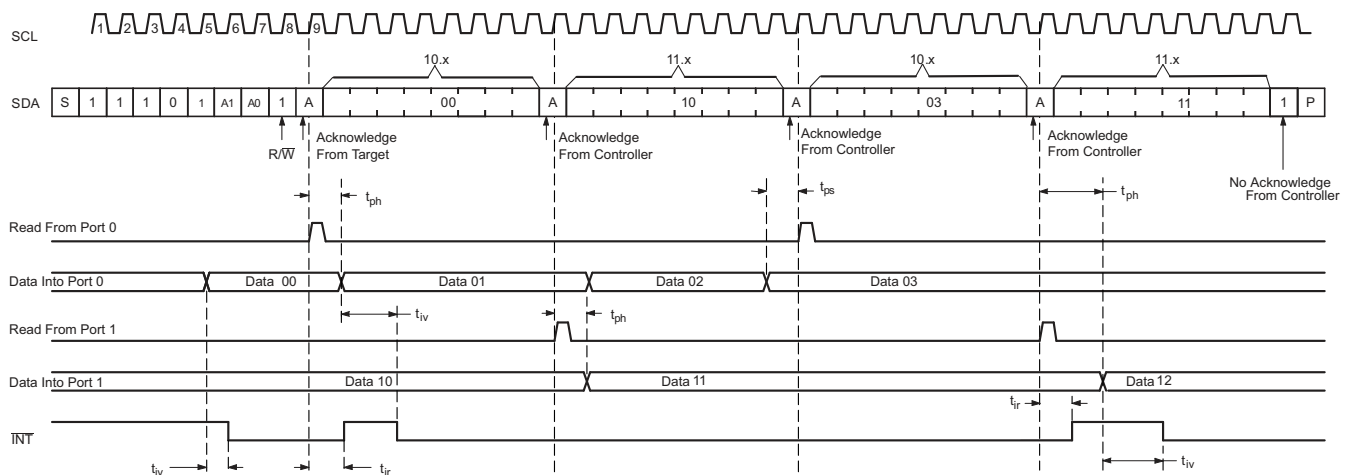 SCL 1 2 3 4 5 6 7 8 9
10.x 11.x 10.x 11.x
SDA S 1 1 1 0 1 A1 A0 1 A 00 A 10 A 03 A 11 1 P
R/W̅
Acknowledge
From Target
Acknowledge
From Controller
Acknowledge
From Controller
Acknowledge
From Controller
No Acknowledge
From Controller
tph tps tph
Read From Port 0
Data Into Port 0 Data 00 Data 01 Data 02 Data 03
tiv tph
Read From Port 1
Data Into Port 1 Data 10 Data 11 Data 12
tir
I̅N̅T̅
tiv tir tiv